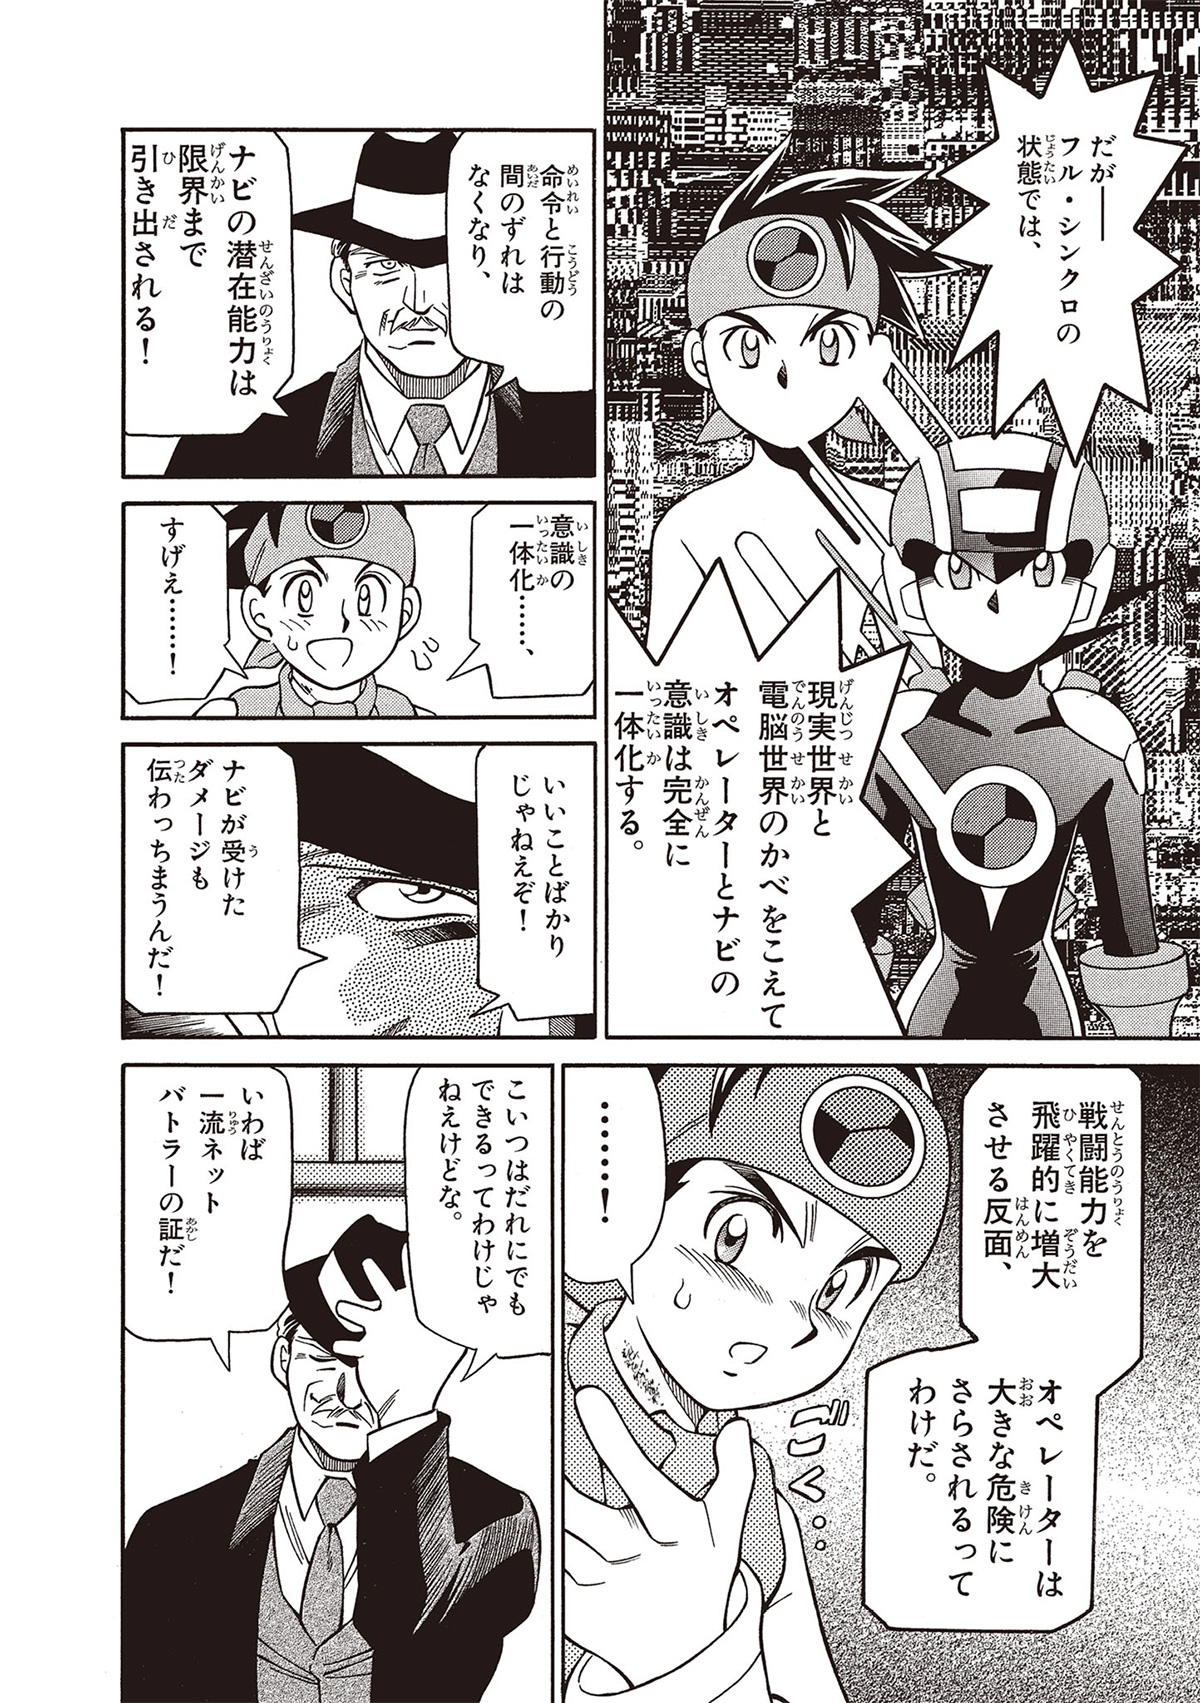 だが――
フル・シンクロの
状態では、
現実世界と
電脳世界のかべをこえて
オペレーターとナビの
意識は完全に
一体化する。
命令と行動の
間のずれは
なくなり、
ナビの潜在能力は
限界まで
引き出される！
意識の
一体化……、
すげえ………！
いいことばかり
じゃねえぞ！
ナビが受けた
ダメージも
伝わっちまうんだ！
戦闘能力を
飛躍的に増大
させる反面、
オペレーターは
大きな危険に
さらされるって
わけだ。
……！
ごくっ…
こいつはだれにでも
できるってわけじゃ
ねえけどな。
いわば
一流ネット
バトラーの証だ！